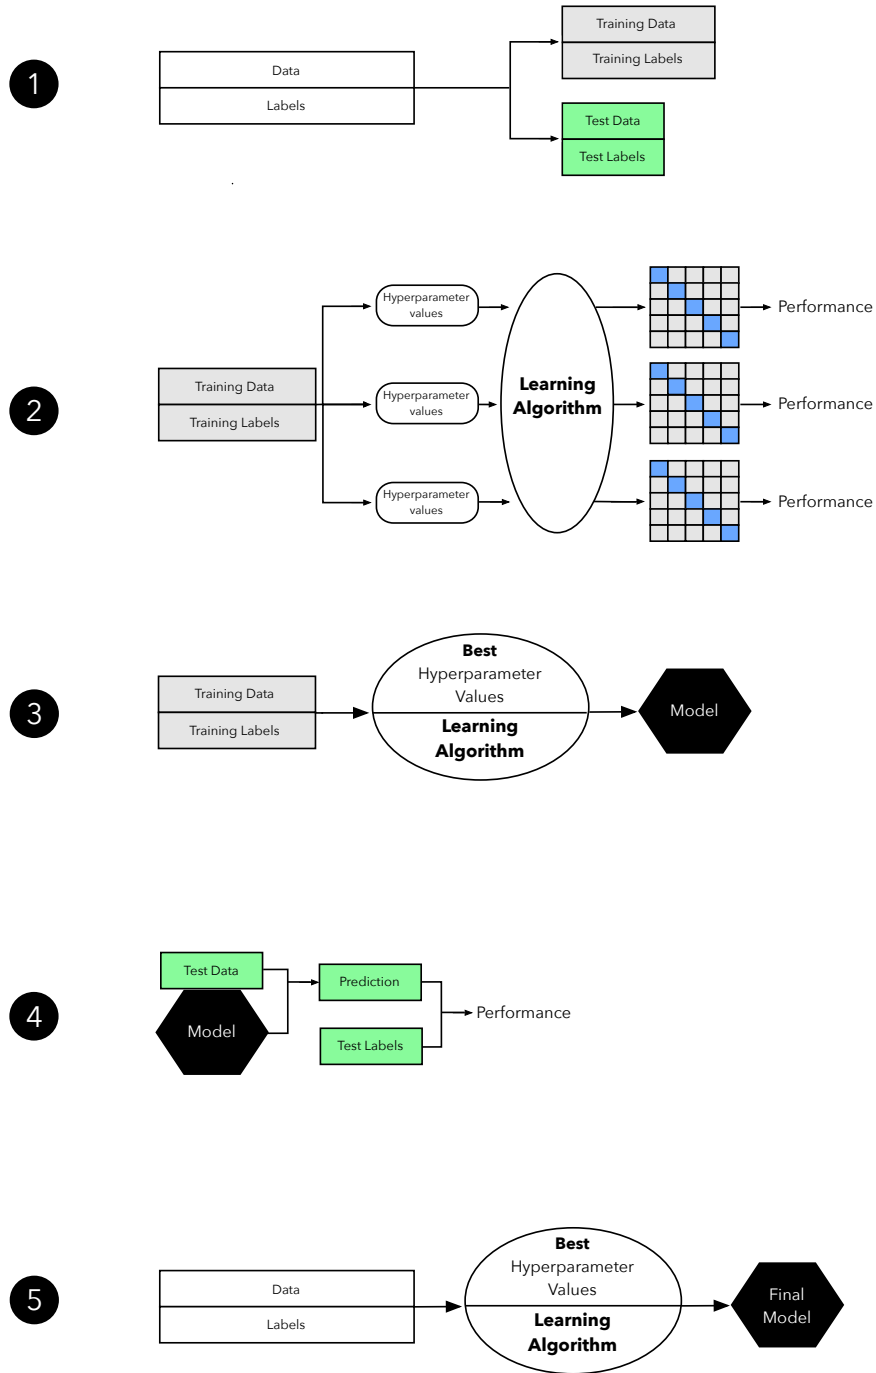 1
Data
Labels
Training Data
Training Labels
Test Data
Test Labels
2
Training Data
Training Labels
Hyperparameter
values
Hyperparameter
values
Hyperparameter
values
Learning
Algorithm
Performance
Performance
Performance
3
Training Data
Training Labels
Best
Hyperparameter
Values
Learning
Algorithm
Model
4
Test Data
Model
Prediction
Test Labels
Performance
5
Data
Labels
Best
Hyperparameter
Values
Learning
Algorithm
Final
Model